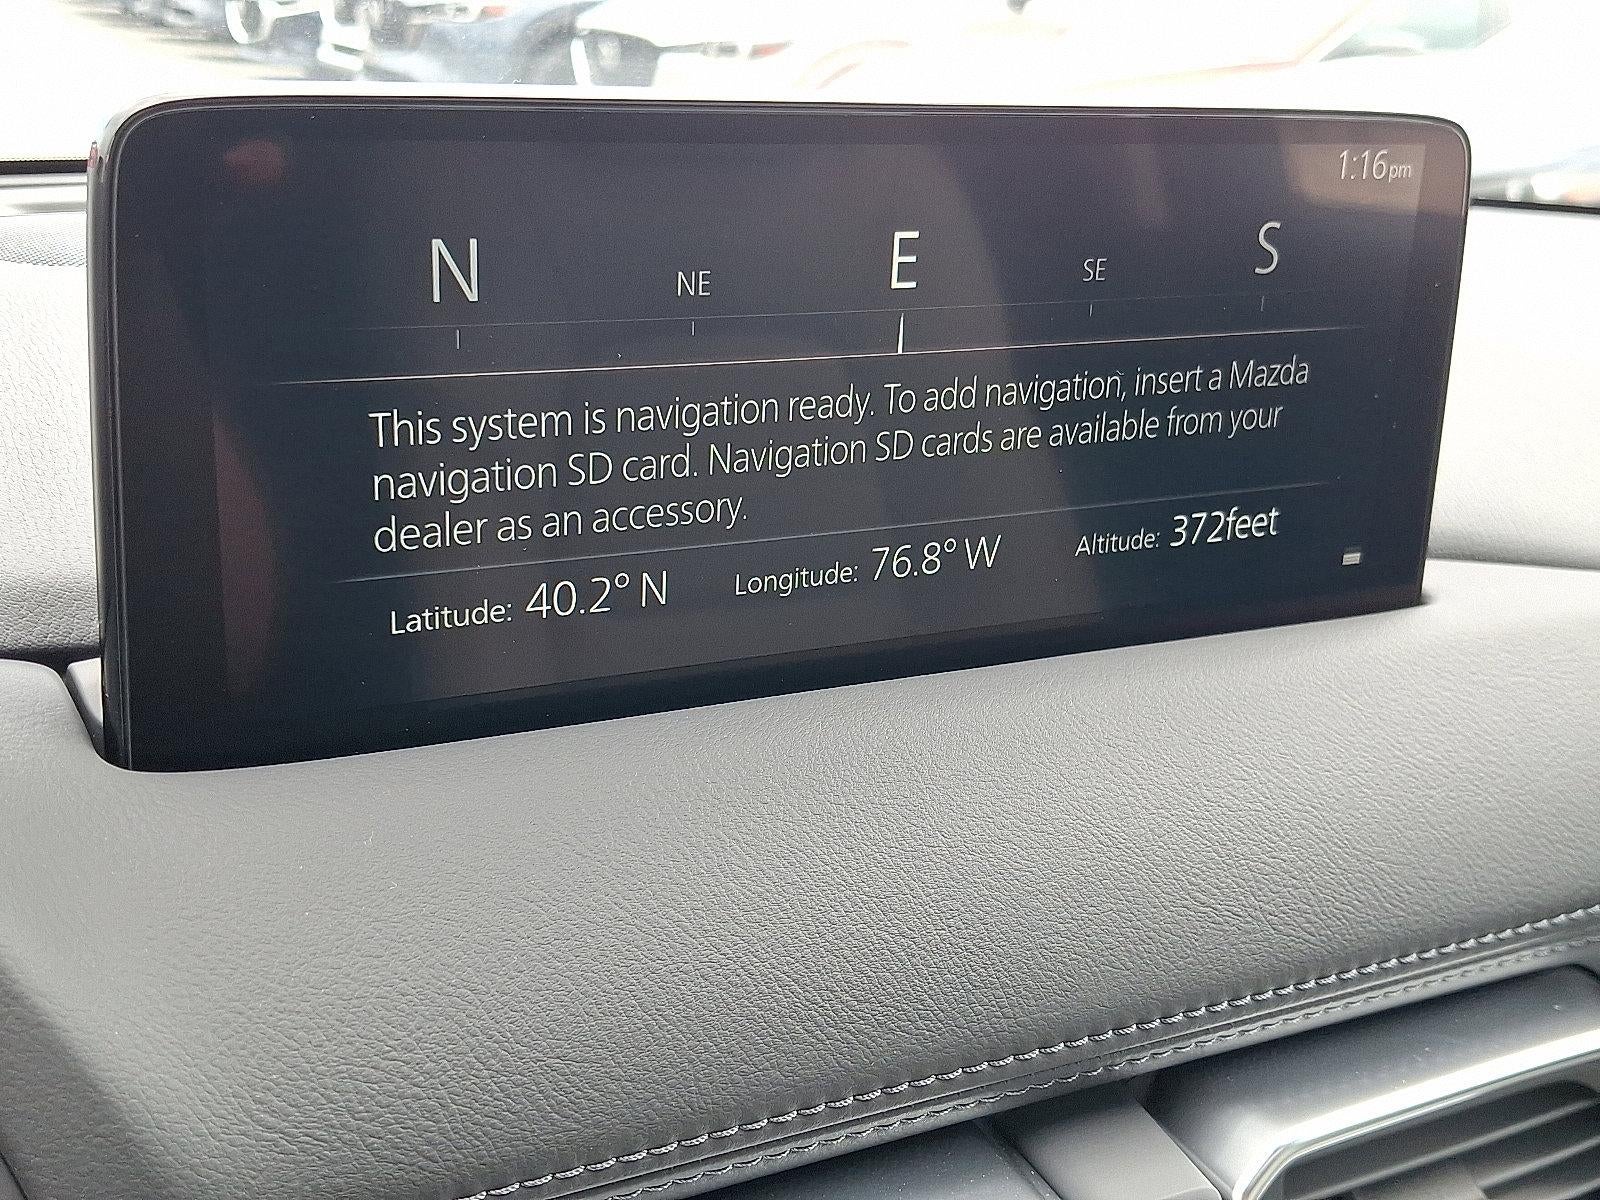 1:16pm
N NE E SE S
This system is navigation ready. To add navigation, insert a Mazda
navigation SD card. Navigation SD cards are available from your
dealer as an accessory.
Latitude: 40.2° N Longitude: 76.8° W Altitude: 372feet